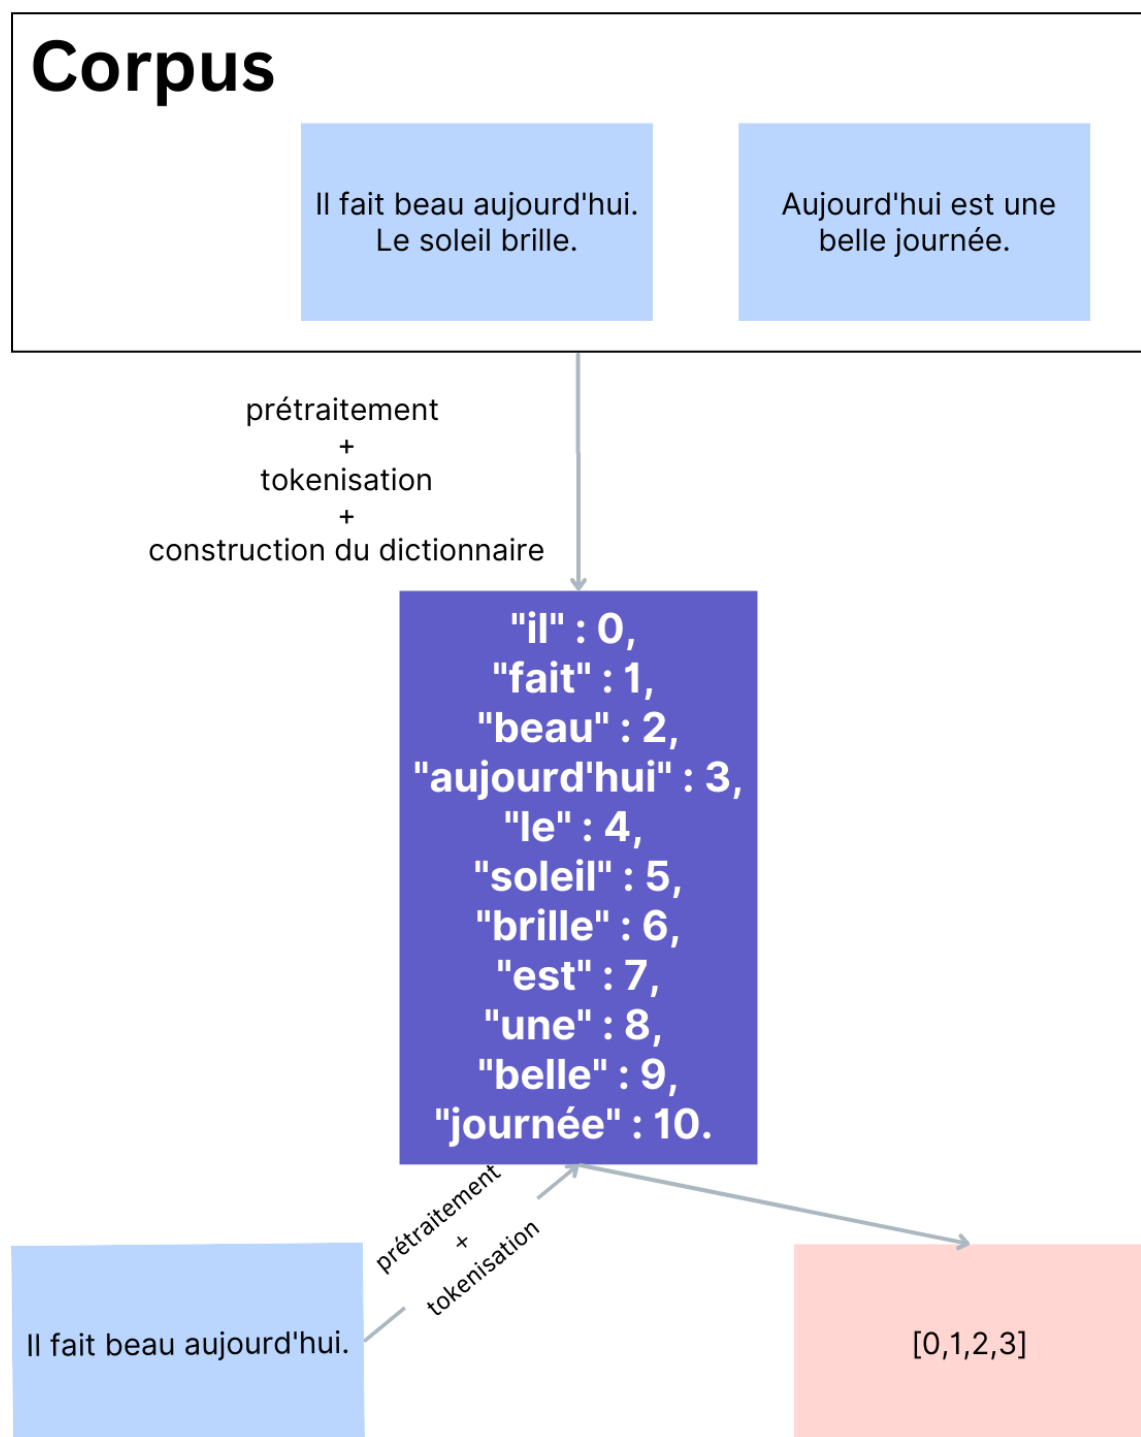 Corpus
Il fait beau aujourd'hui.
Le soleil brille.
Aujourd'hui est une
belle journée.
prétraitement
+
tokenisation
+
construction du dictionnaire
"il" : 0,
"fait" : 1,
"beau" : 2,
"aujourd'hui" : 3,
"le" : 4,
"soleil" : 5,
"brille" : 6,
"est" : 7,
"une" : 8,
"belle" : 9,
"journée" : 10.
prétraitement
+
tokenisation
Il fait beau aujourd'hui.
[0,1,2,3]